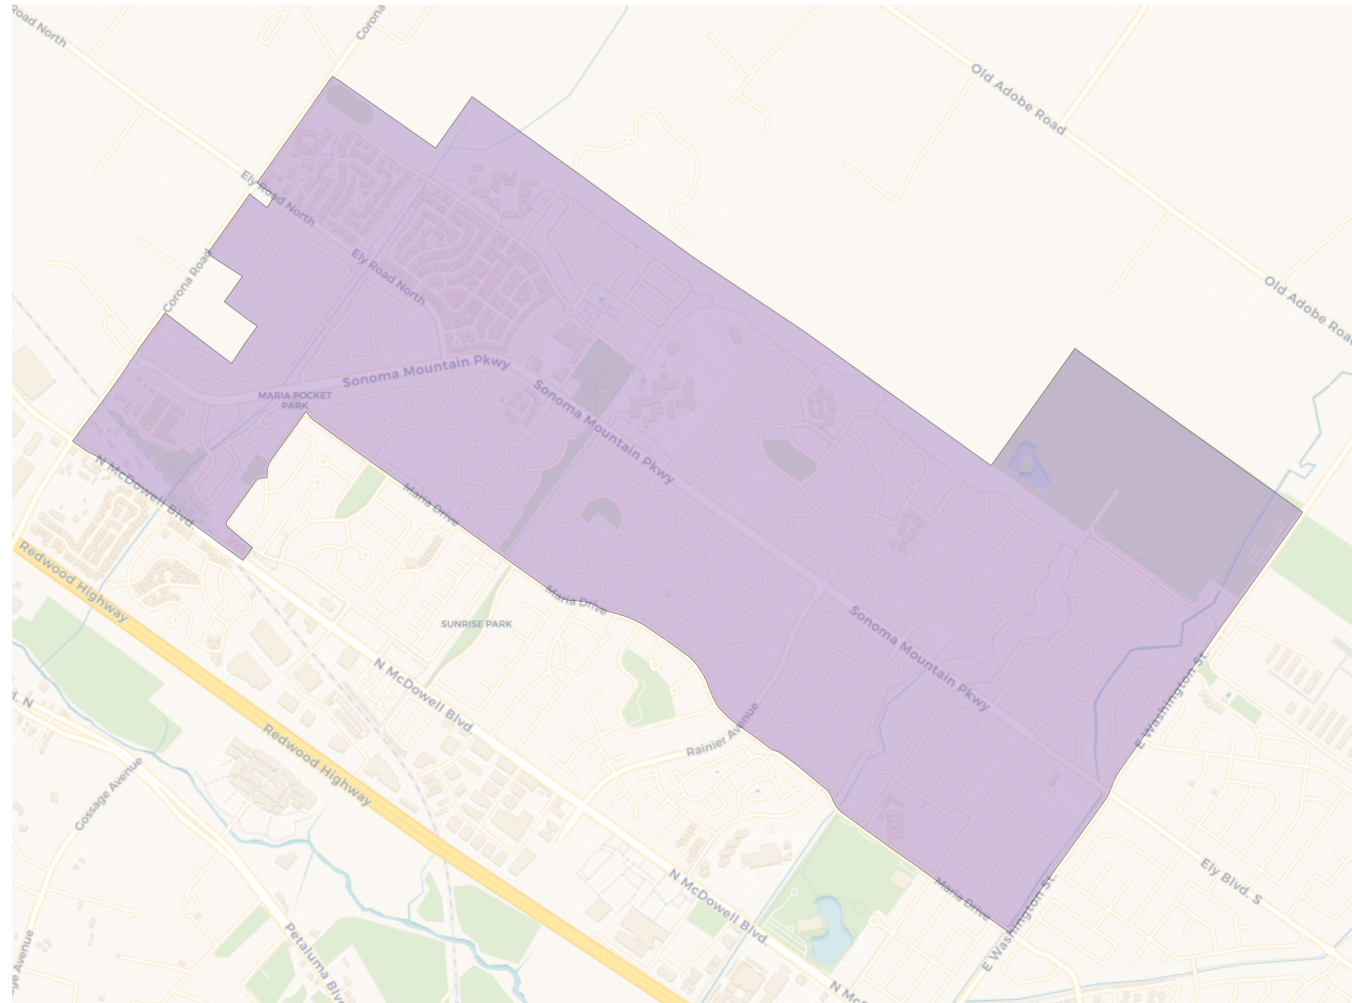 Road North
Corona
Old Adobe Road
Ely Road North
Corona Road
Ely Road North
Old Adobe Road
Sonoma Mountain Pkwy
MARIA POCKET
PARK
Sonoma Mountain Pkwy
N McDowell Blvd.
Maria Drive
Redwood Highway
Maria Drive
SUNRISE PARK
Sonoma Mountain Pkwy
N McDowell Blvd.
E Washington St.
Rainier Avenue
d. N
Redwood Highway
Cossage Avenue
N McDowell Blvd.
Ely Blvd. S
Maria Drive
E Washington St.
Petaluma Blvd
ge Avenue
N McD